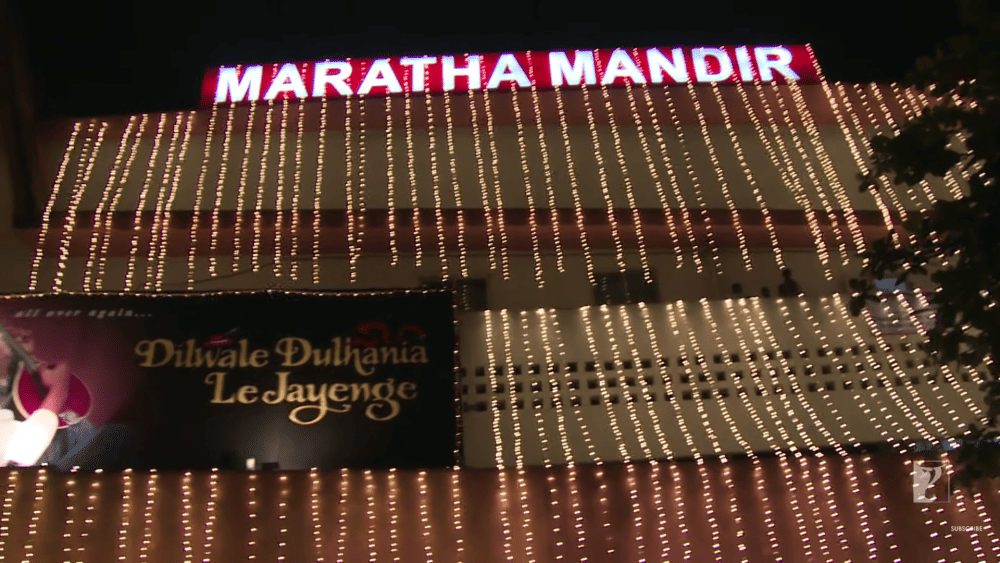 MARATHA MANDIR
all over again...
Dilwale Dulhania
Le Jayenge
SUBSCRIBE